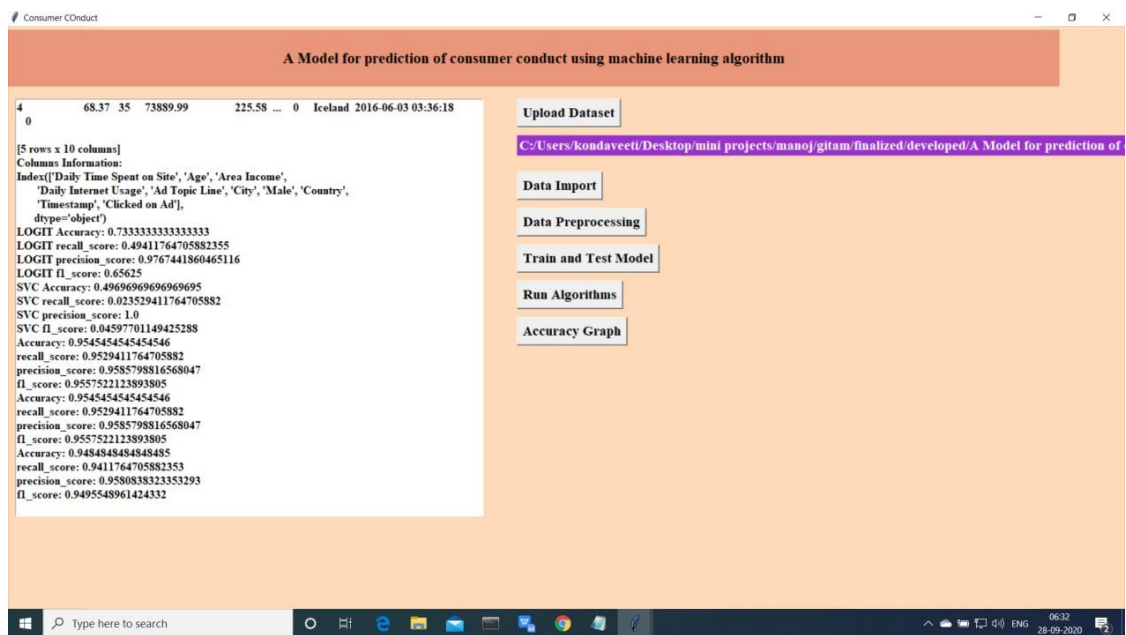 Consumer COnduct
A Model for prediction of consumer conduct using machine learning algorithm
4 68.37 35 73889.99 225.58 ... 0 Iceland 2016-06-03 03:36:18
0
[5 rows x 10 columns]
Columns Information:
Index(['Daily Time Spent on Site', 'Age', 'Area Income',
'Daily Internet Usage', 'Ad Topic Line', 'City', 'Male', 'Country',
'Timestamp', 'Clicked on Ad'],
dtype='object')
LOGIT Accuracy: 0.7333333333333333
LOGIT recall_score: 0.49411764705882355
LOGIT precision_score: 0.9767441860465116
LOGIT f1_score: 0.65625
SVC Accuracy: 0.49696969696969695
SVC recall_score: 0.023529411764705882
SVC precision_score: 1.0
SVC f1_score: 0.04597701149425288
Accuracy: 0.9545454545454546
recall_score: 0.9529411764705882
precision_score: 0.9585798816568047
f1_score: 0.9557522123893805
Accuracy: 0.9545454545454546
recall_score: 0.9529411764705882
precision_score: 0.9585798816568047
f1_score: 0.9557522123893805
Accuracy: 0.9484848484848485
recall_score: 0.9411764705882353
precision_score: 0.9580838323353293
f1_score: 0.9495548961424332
Upload Dataset
C:/Users/kondaveeti/Desktop/mini projects/manoj/gitam/finalized/developed/A Model for prediction of
Data Import
Data Preprocessing
Train and Test Model
Run Algorithms
Accuracy Graph
Type here to search
ENG
06:32
28-09-2020
2